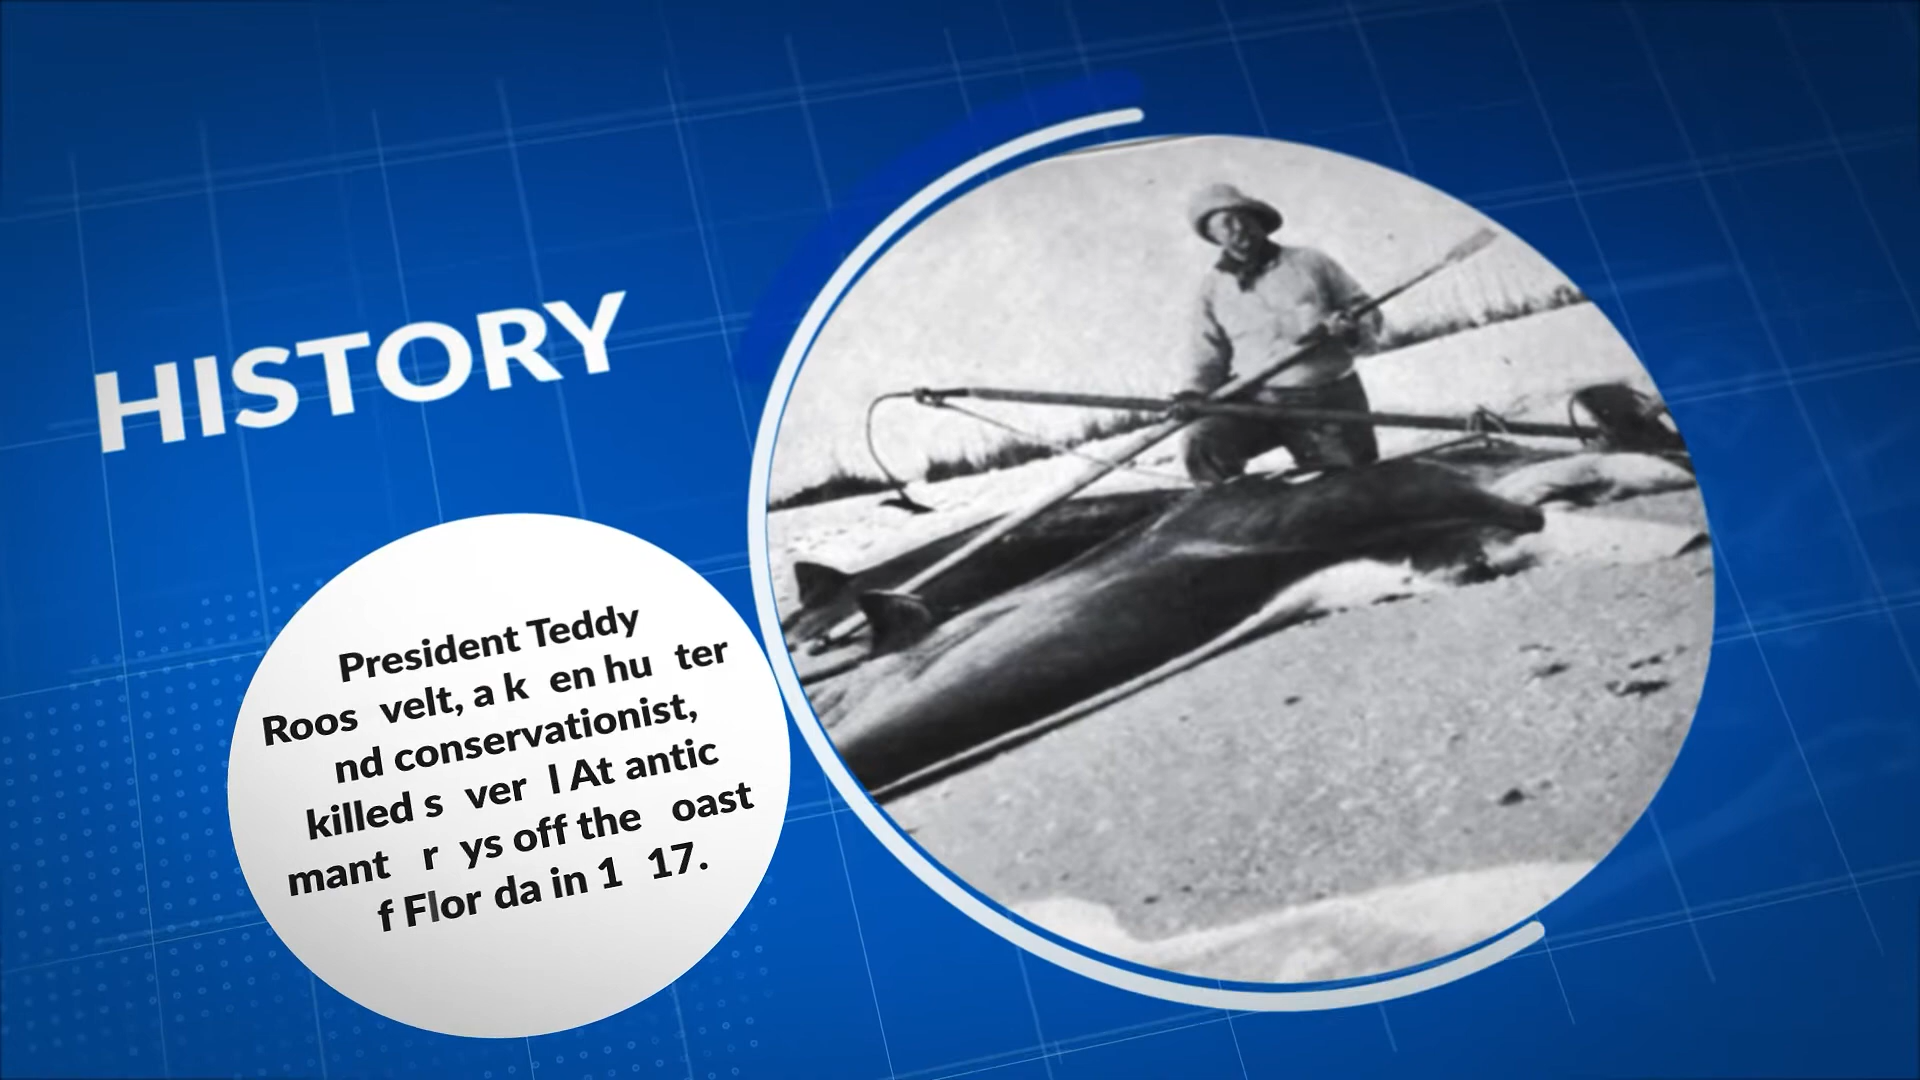 HISTORY
President Teddy
Roos velt, a k en hu ter
nd conservationist,
killed s ver l At antic
mant r ys off the oast
f Flor da in 1 17.